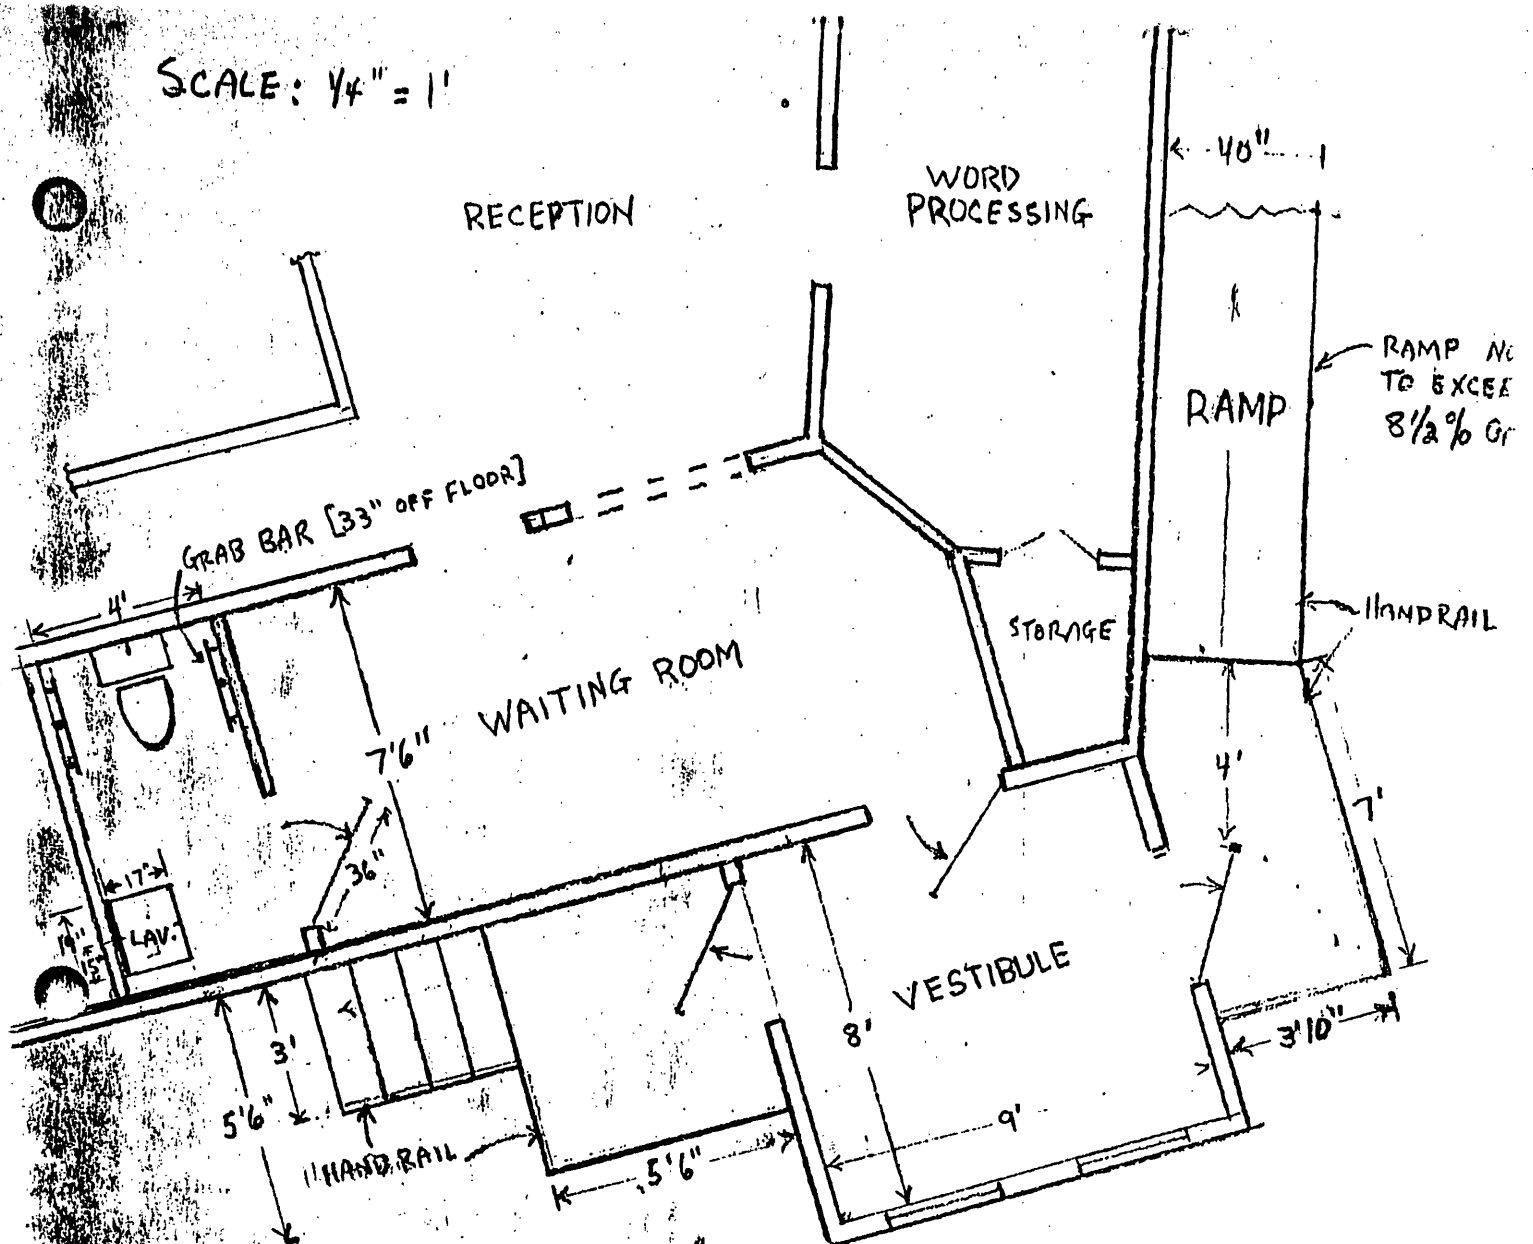 SCALE: 1/4" = 1'
40"
WORD
PROCESSING
RECEPTION
RAMP
TO
8 1/2%
RAMP
GRAB BAR [33" OFF FLOOR]
4'
HANDRAIL
STORAGE
WAITING ROOM
7'6"
4'
7'
36"
17"
LAV.
19"
15"
VESTIBULE
8'
3'
3'10"
5'6"
9'
HANDRAIL
5'6"